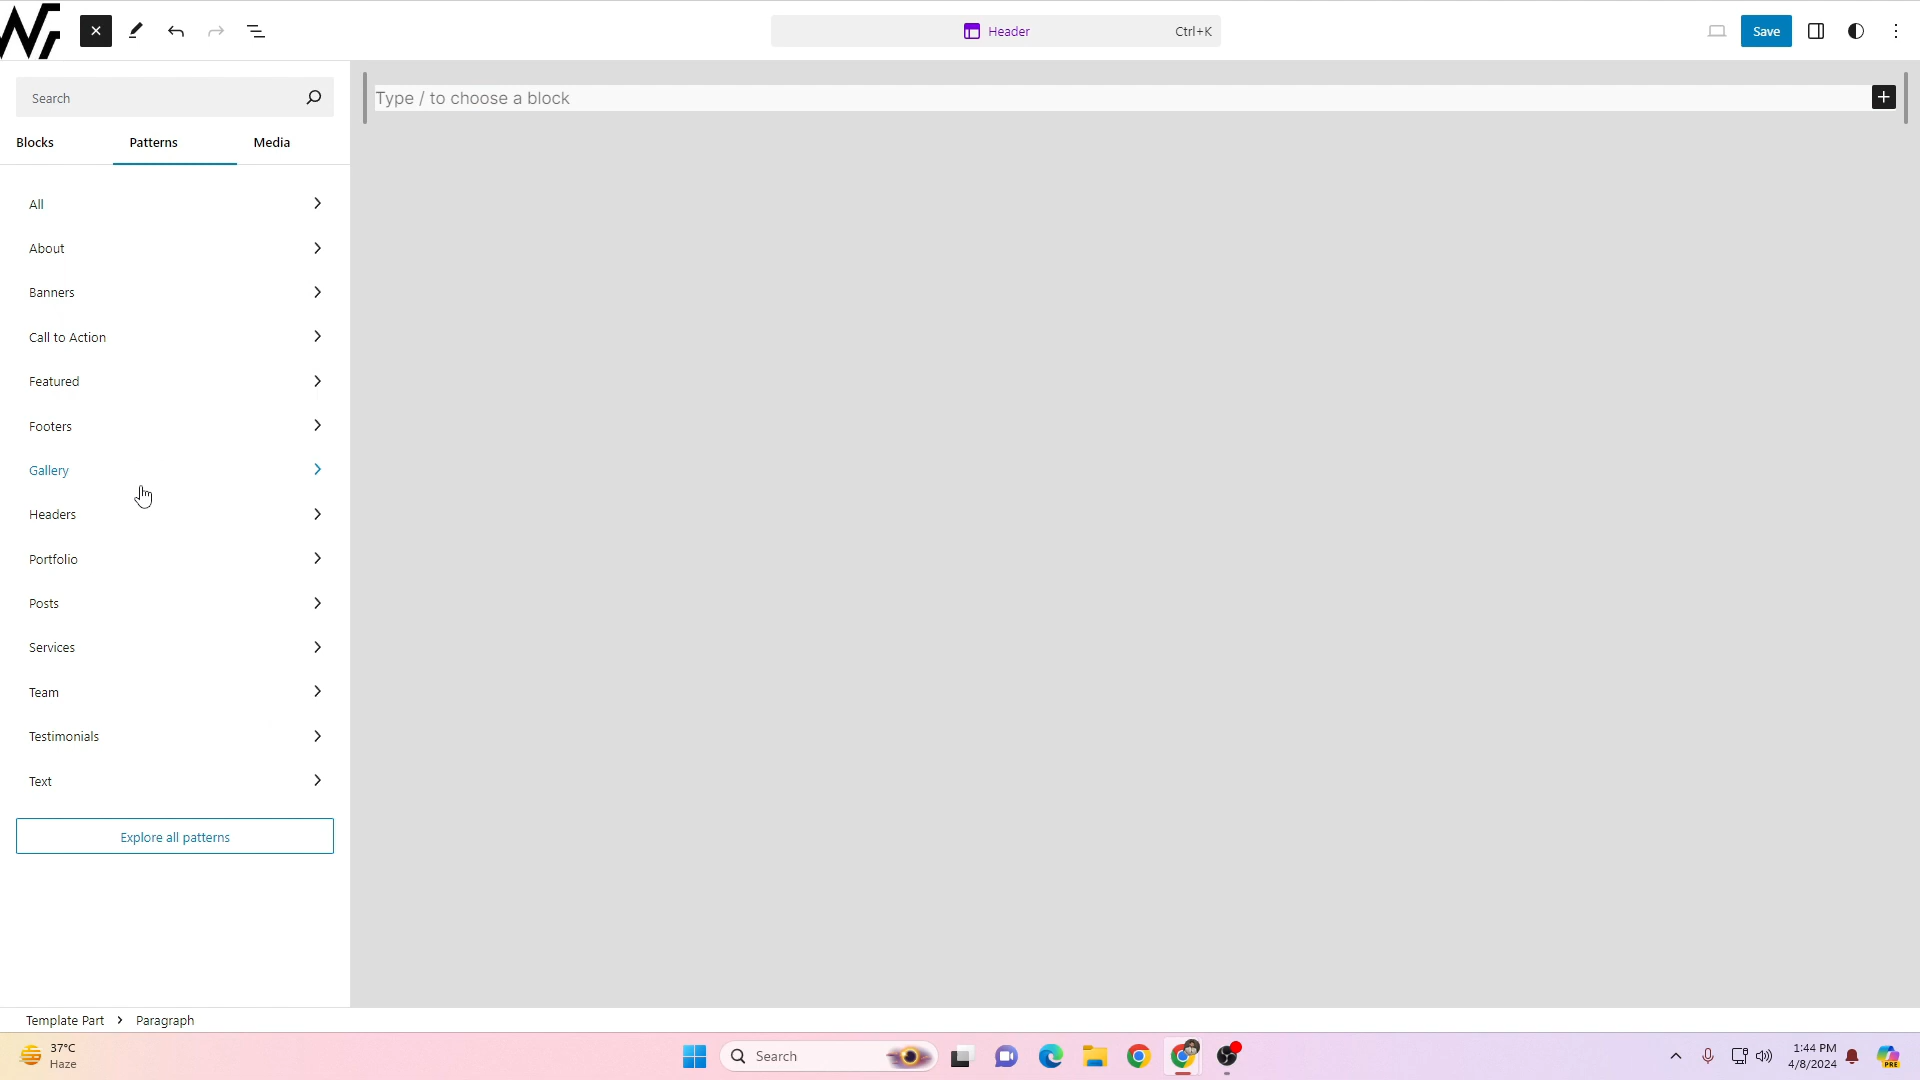 Header
Ctrl+K
Save
Search
Type / to choose a block
Blocks
Patterns
Media
All
About
Banners
Call to Action
Featured
Footers
Gallery
Headers
Portfolio
Posts
Services
Team
Testimonials
Text
Explore all patterns
Template Part
Paragraph
37°C
Haze
Search
1:44 PM
4/8/2024
PRE